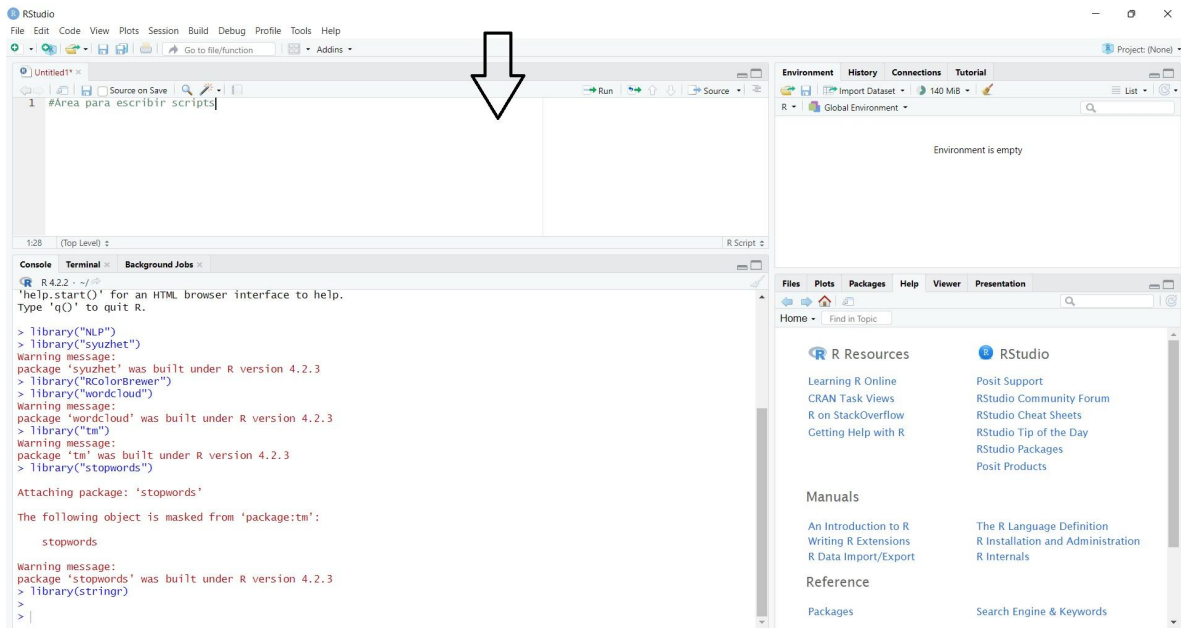 RStudio
File Edit Code View Plots Session Build Debug Profile Tools Help
Go to file/function Addins Project: (None)
Untitled1*
Source on Save Run Source
1 #Área para escribir scripts
1:28 (Top Level) R Script
Console Terminal Background Jobs
R 4.2.2 · ~/
'help.start()' for an HTML browser interface to help.
Type 'q()' to quit R.
> library("NLP")
> library("syuzhet")
Warning message:
package ‘syuzhet’ was built under R version 4.2.3
> library("RColorBrewer")
> library("wordcloud")
Warning message:
package ‘wordcloud’ was built under R version 4.2.3
> library("tm")
Warning message:
package ‘tm’ was built under R version 4.2.3
> library("stopwords")
Attaching package: ‘stopwords’
The following object is masked from ‘package:tm’:
stopwords
Warning message:
package ‘stopwords’ was built under R version 4.2.3
> library(stringr)
>
>
Environment History Connections Tutorial
Import Dataset 140 MiB List
R Global Environment
Environment is empty
Files Plots Packages Help Viewer Presentation
Home Find in Topic
R Resources
Learning R Online
CRAN Task Views
R on StackOverflow
Getting Help with R
RStudio
Posit Support
RStudio Community Forum
RStudio Cheat Sheets
RStudio Tip of the Day
RStudio Packages
Posit Products
Manuals
An Introduction to R
Writing R Extensions
R Data Import/Export
The R Language Definition
R Installation and Administration
R Internals
Reference
Packages
Search Engine & Keywords